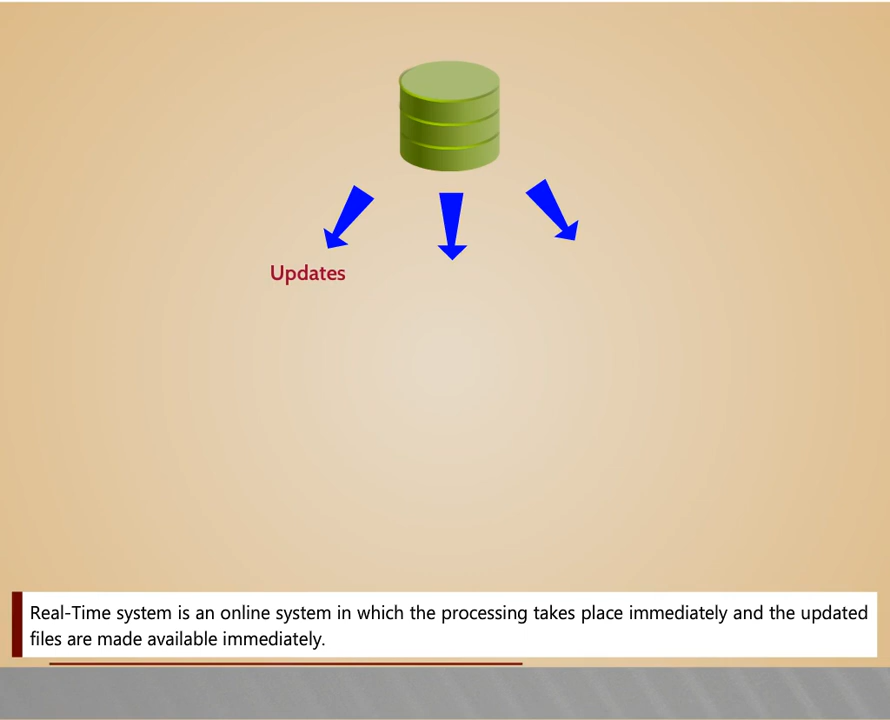 Updates
Real-Time system is an online system in which the processing takes place immediately and the updated
files are made available immediately.